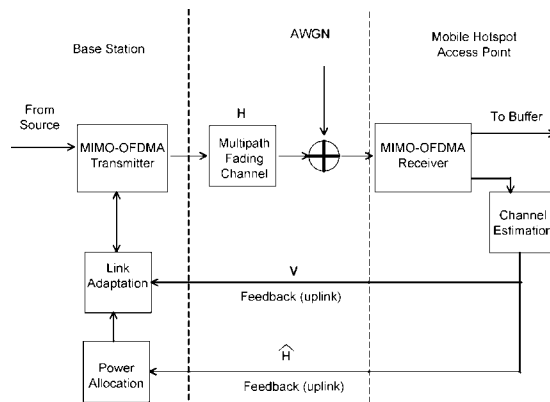 Base Station
AWGN
Mobile Hotspot
Access Point
From
Source
MIMO-OFDMA
Transmitter
H
Multipath
Fading
Channel
MIMO-OFDMA
Receiver
To Buffer
Channel
Estimation
Link
Adaptation
V
Feedback (uplink)
Power
Allocation
Ĥ
Feedback (uplink)